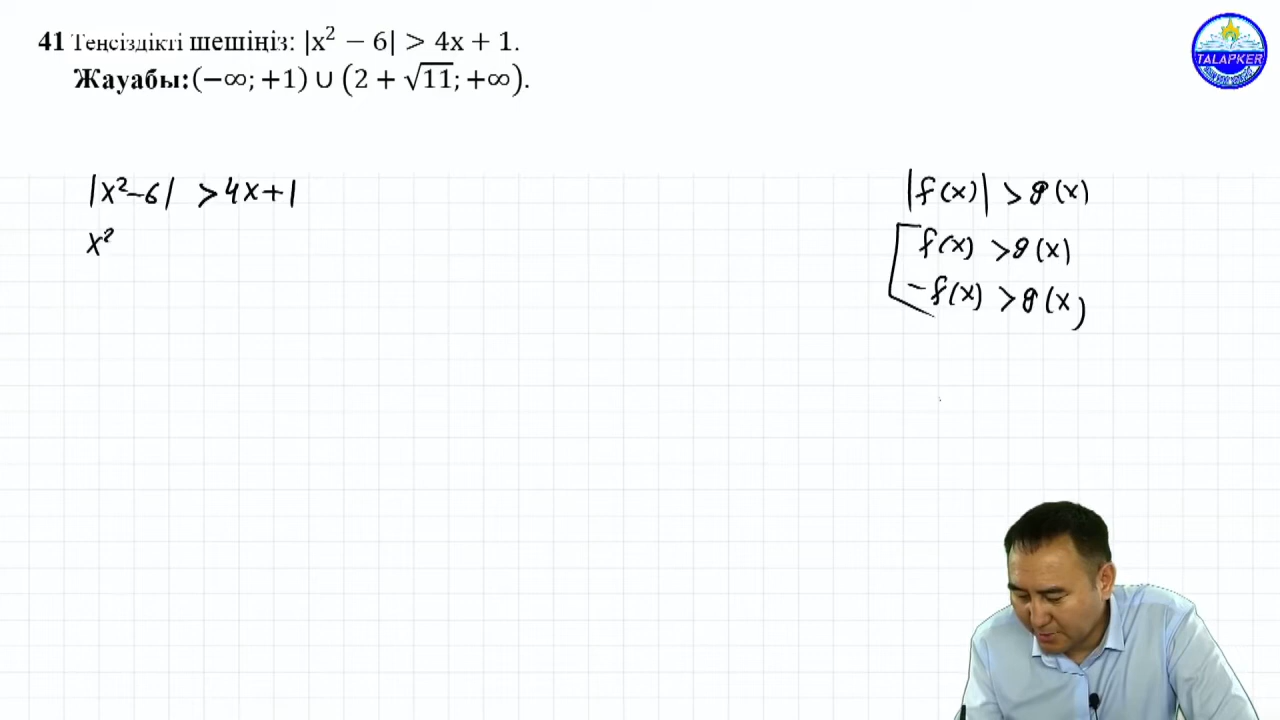 41 Теңсіздікті шешіңіз: |x² − 6| > 4x + 1.
Жауабы: (−∞; +1) ∪ (2 + √11; +∞).
TALAPKER
|x²−6| > 4x+1
x²
|f(x)| > g(x)
f(x) > g(x)
−f(x) > g(x)